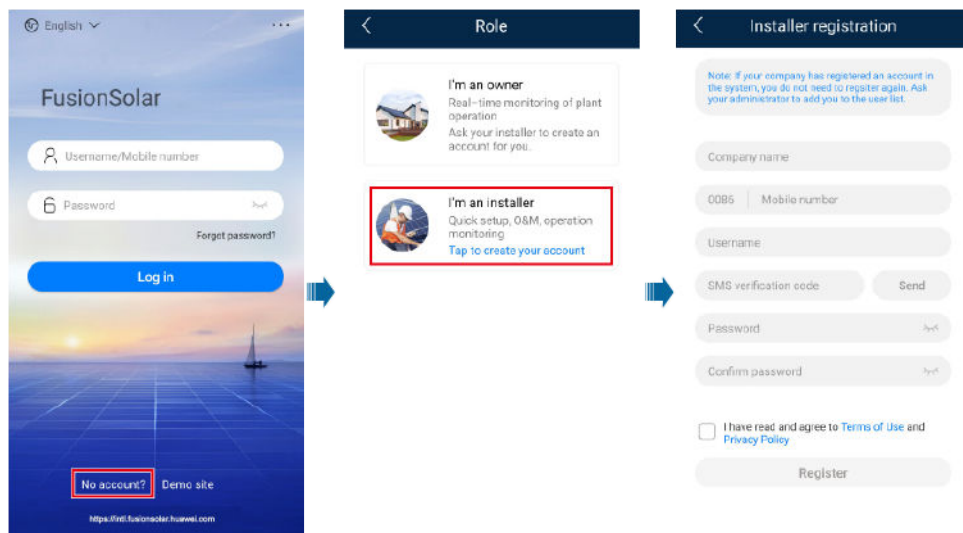 English
...
FusionSolar
Username/Mobile number
Password
Forget password?
Log in
No account? Demo site
https://intl.fusionsolar.huawei.com
Role
I'm an owner
Real-time monitoring of plant
operation
Ask your installer to create an
account for you.
I'm an installer
Quick setup, O&M, operation
monitoring
Tap to create your account
Installer registration
Note: If your company has registered an account in
the system, you do not need to regsiter again. Ask
your administrator to add you to the user list.
Company name
0086 Mobile number
Username
SMS verification code Send
Password
Confirm password
I have read and agree to Terms of Use and
Privacy Policy
Register